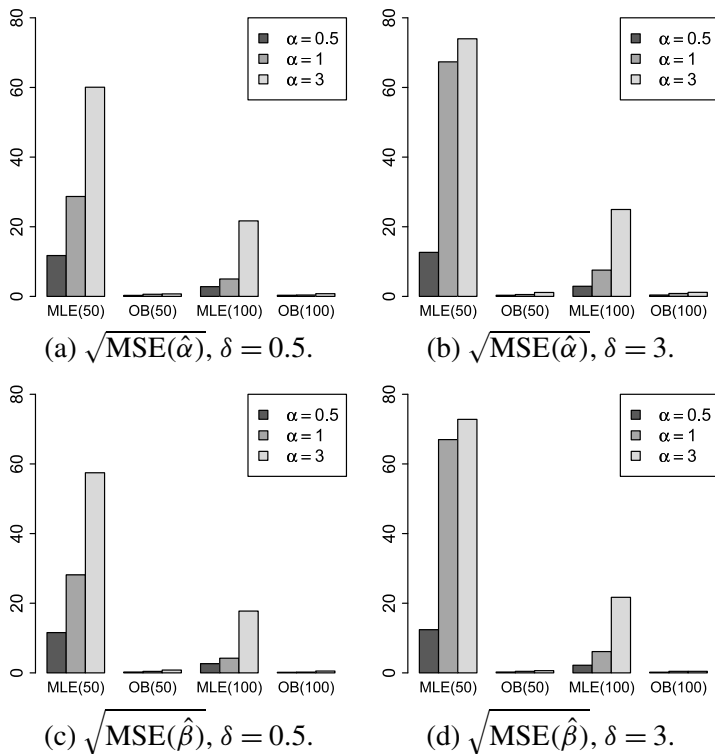 80
60
40
20
0
α = 0.5
α = 1
α = 3
MLE(50) OB(50) MLE(100) OB(100)
(a) √MSE(α̂), δ = 0.5.
80
60
40
20
0
α = 0.5
α = 1
α = 3
MLE(50) OB(50) MLE(100) OB(100)
(b) √MSE(α̂), δ = 3.
80
60
40
20
0
α = 0.5
α = 1
α = 3
MLE(50) OB(50) MLE(100) OB(100)
(c) √MSE(β̂), δ = 0.5.
80
60
40
20
0
α = 0.5
α = 1
α = 3
MLE(50) OB(50) MLE(100) OB(100)
(d) √MSE(β̂), δ = 3.